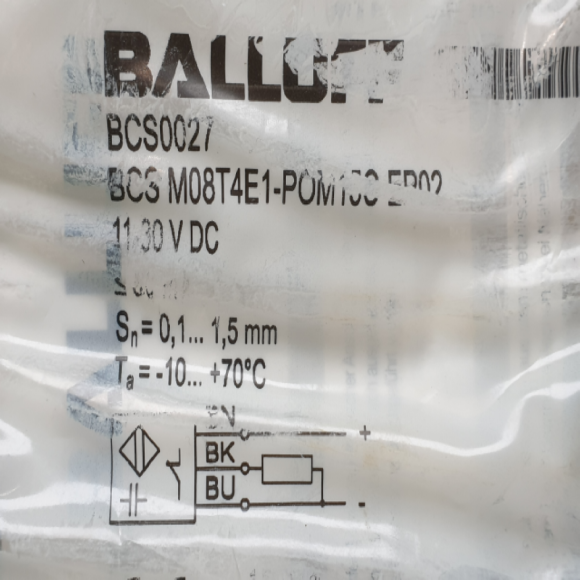 BALLUFF
BCS0027
BCS M08T4E1-POM15C-EP02
11...30 V DC
Sn = 0,1... 1,5 mm
Ta = -10... +70°C
+
BK
BU
-